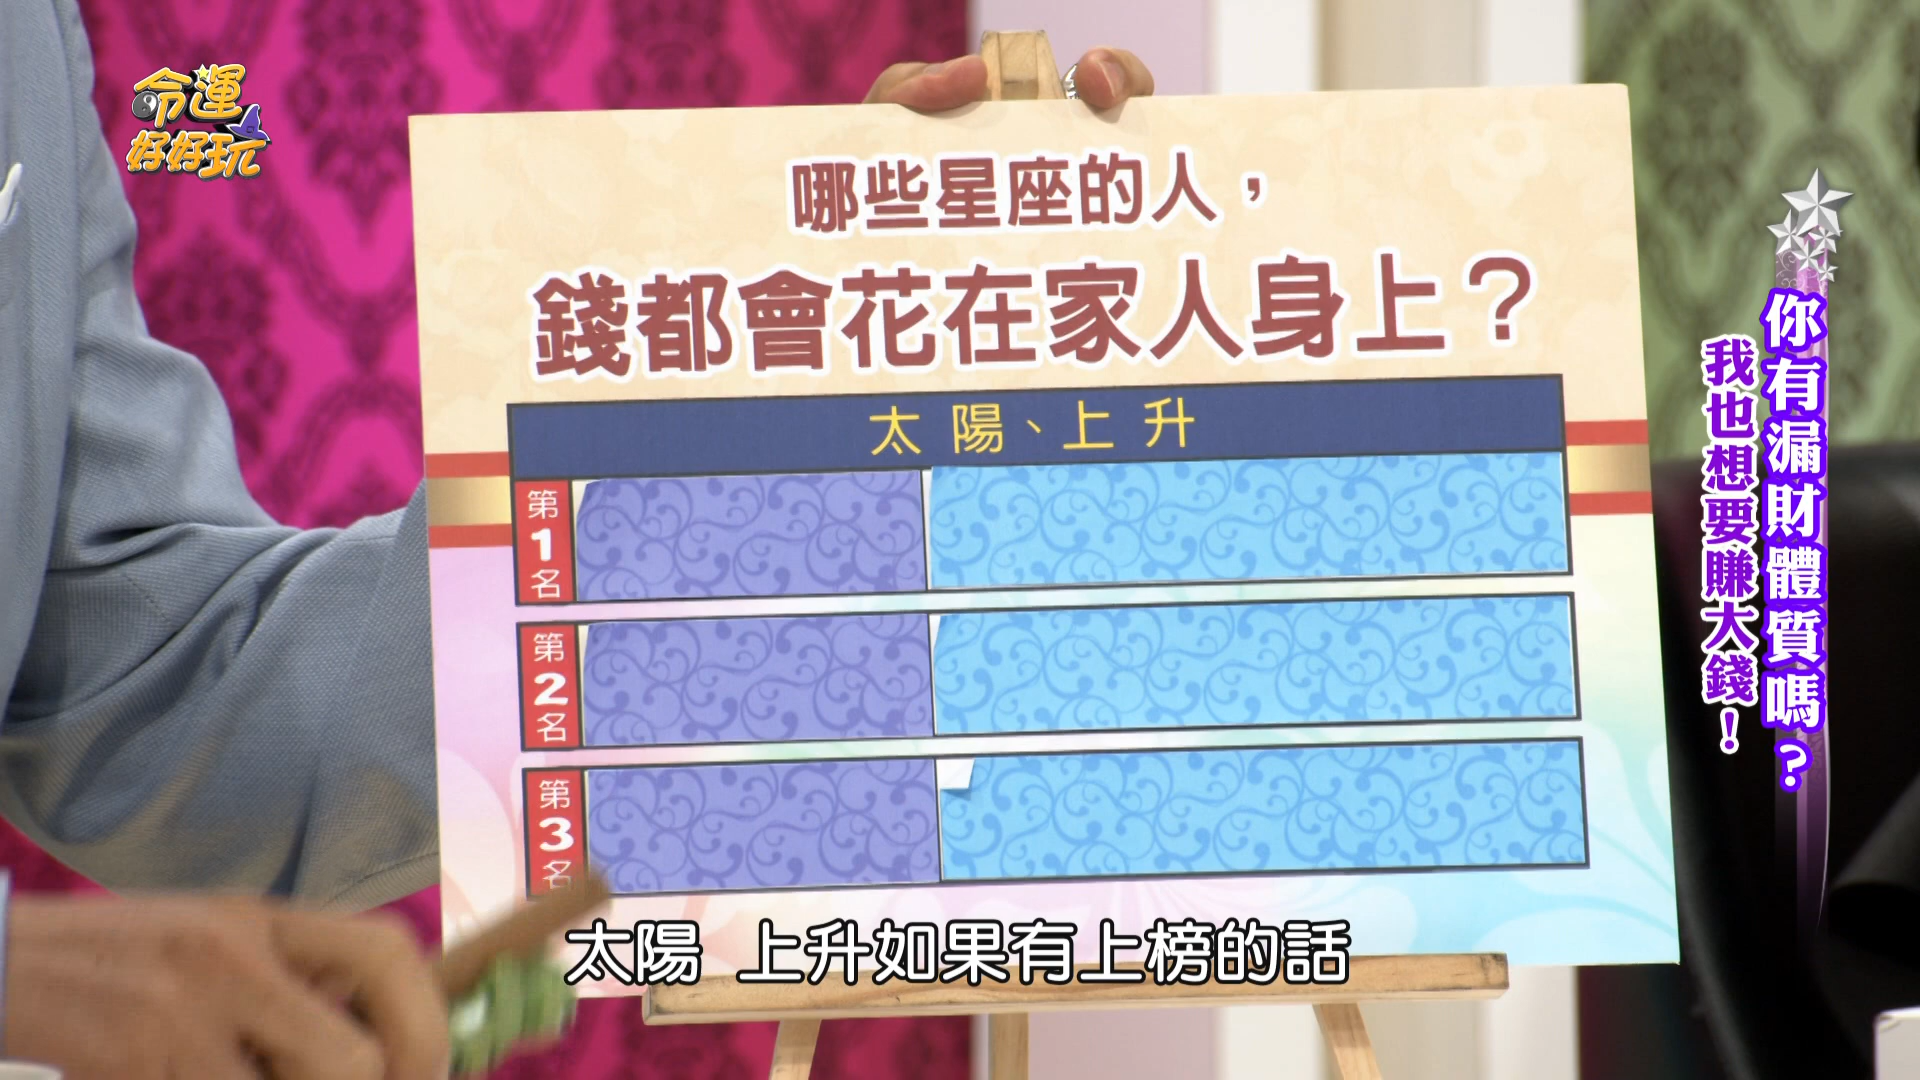 命運
好好玩
哪些星座的人，
錢都會花在家人身上？
太陽、上升
第1名
第2名
第3名
你有漏財體質嗎？
我也想要賺大錢！
太陽 上升如果有上榜的話